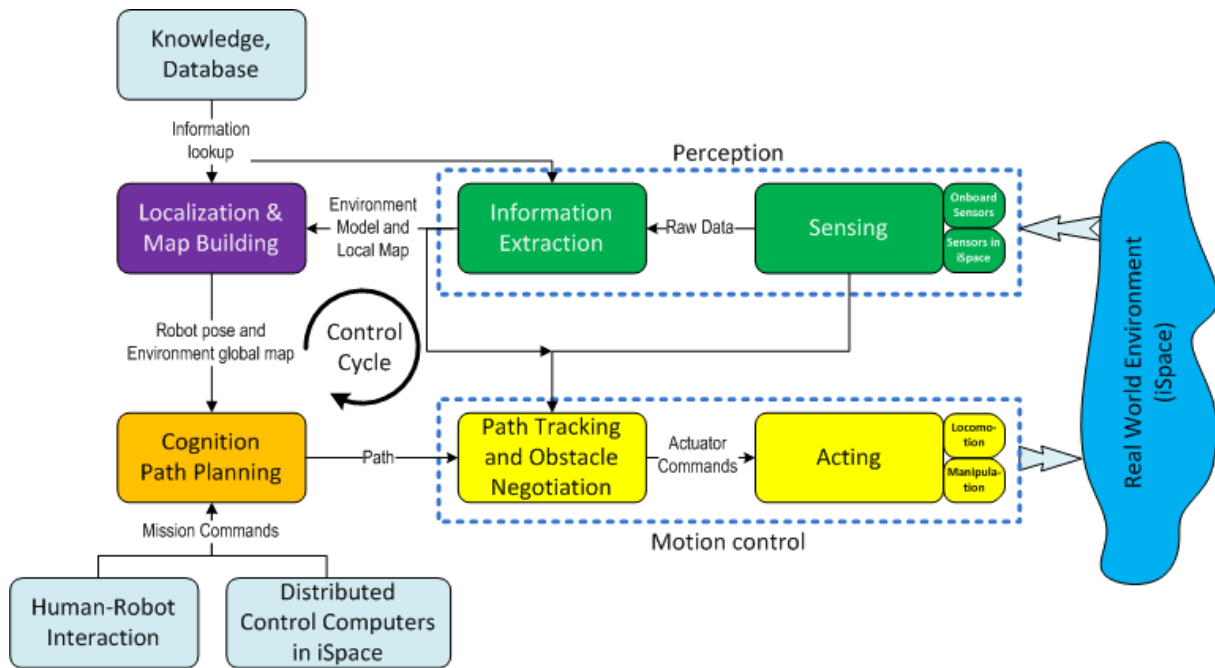 Knowledge,
Database
Information
lookup
Perception
Localization &
Map Building
Environment
Model and
Local Map
Information
Extraction
Raw Data
Sensing
Onboard
Sensors
Sensors in
iSpace
Real World Environment
(iSpace)
Robot pose and
Environment global map
Control
Cycle
Cognition
Path Planning
Path
Path Tracking
and Obstacle
Negotiation
Actuator
Commands
Acting
Locomo-
tion
Manipula-
tion
Mission Commands
Motion control
Human-Robot
Interaction
Distributed
Control Computers
in iSpace